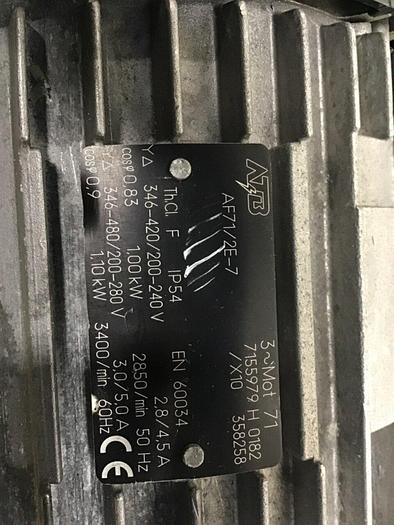 ATB 3~Mot 71
7155979 H 0182
AF71/2E-7 /X10 358258
Th.Cl. F IP54 EN 60034
Y△ 346-420/200-240 V 2,8/4,5 A
cosφ 0,83 1,00 kW 2850/min 50 Hz
Y△ 346-480/200-280 V 3,0/5,0 A
cosφ 0,9 1,10 kW 3400/min 60Hz CE